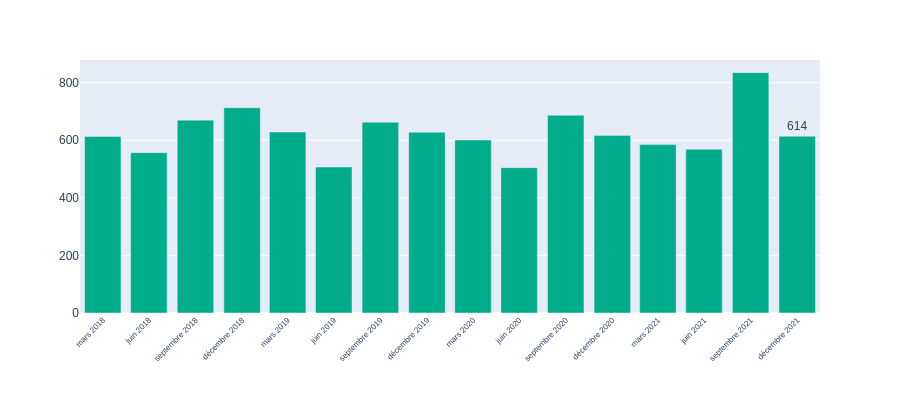 800
600
400
200
0
614
mars 2018
juin 2018
septembre 2018
décembre 2018
mars 2019
juin 2019
septembre 2019
décembre 2019
mars 2020
juin 2020
septembre 2020
décembre 2020
mars 2021
juin 2021
septembre 2021
décembre 2021